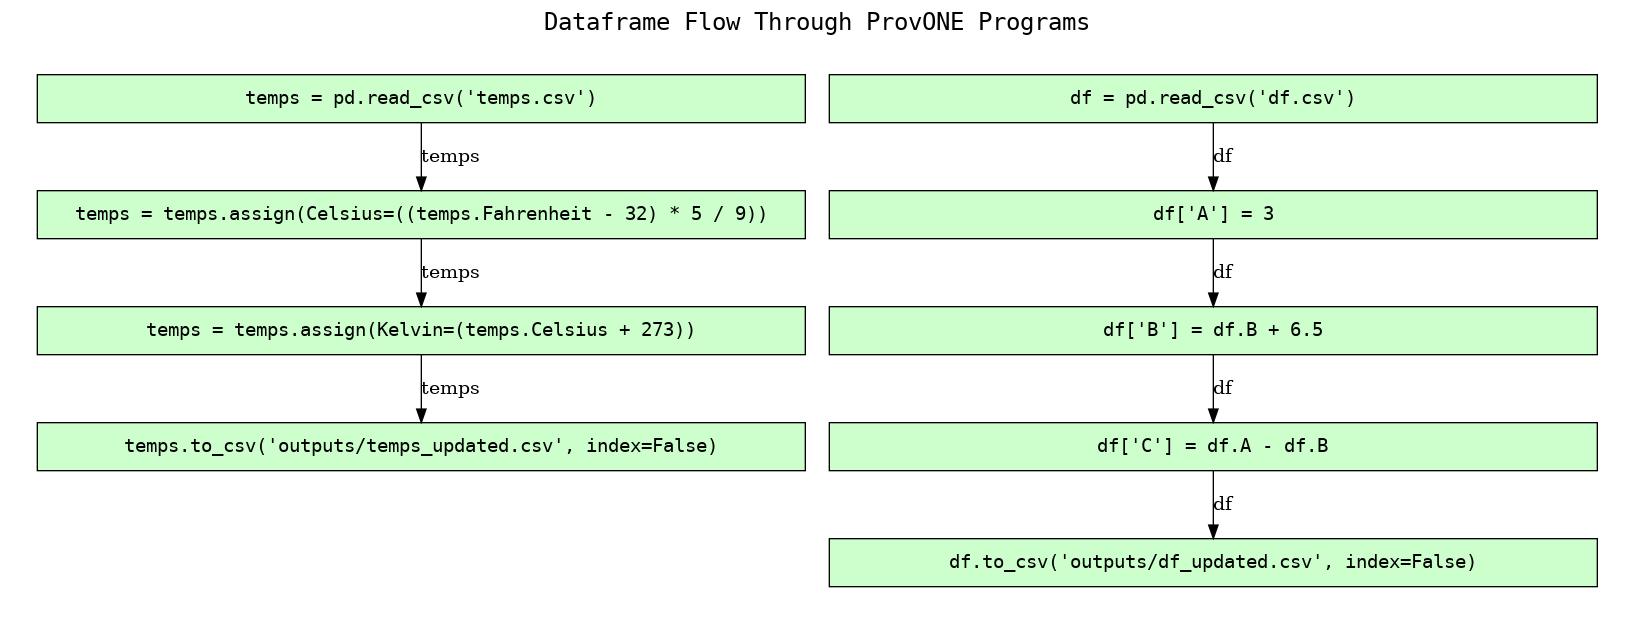 Dataframe Flow Through ProvONE Programs
temps = pd.read_csv('temps.csv')
temps
temps = temps.assign(Celsius=((temps.Fahrenheit - 32) * 5 / 9))
temps
temps = temps.assign(Kelvin=(temps.Celsius + 273))
temps
temps.to_csv('outputs/temps_updated.csv', index=False)
df = pd.read_csv('df.csv')
df
df['A'] = 3
df
df['B'] = df.B + 6.5
df
df['C'] = df.A - df.B
df
df.to_csv('outputs/df_updated.csv', index=False)